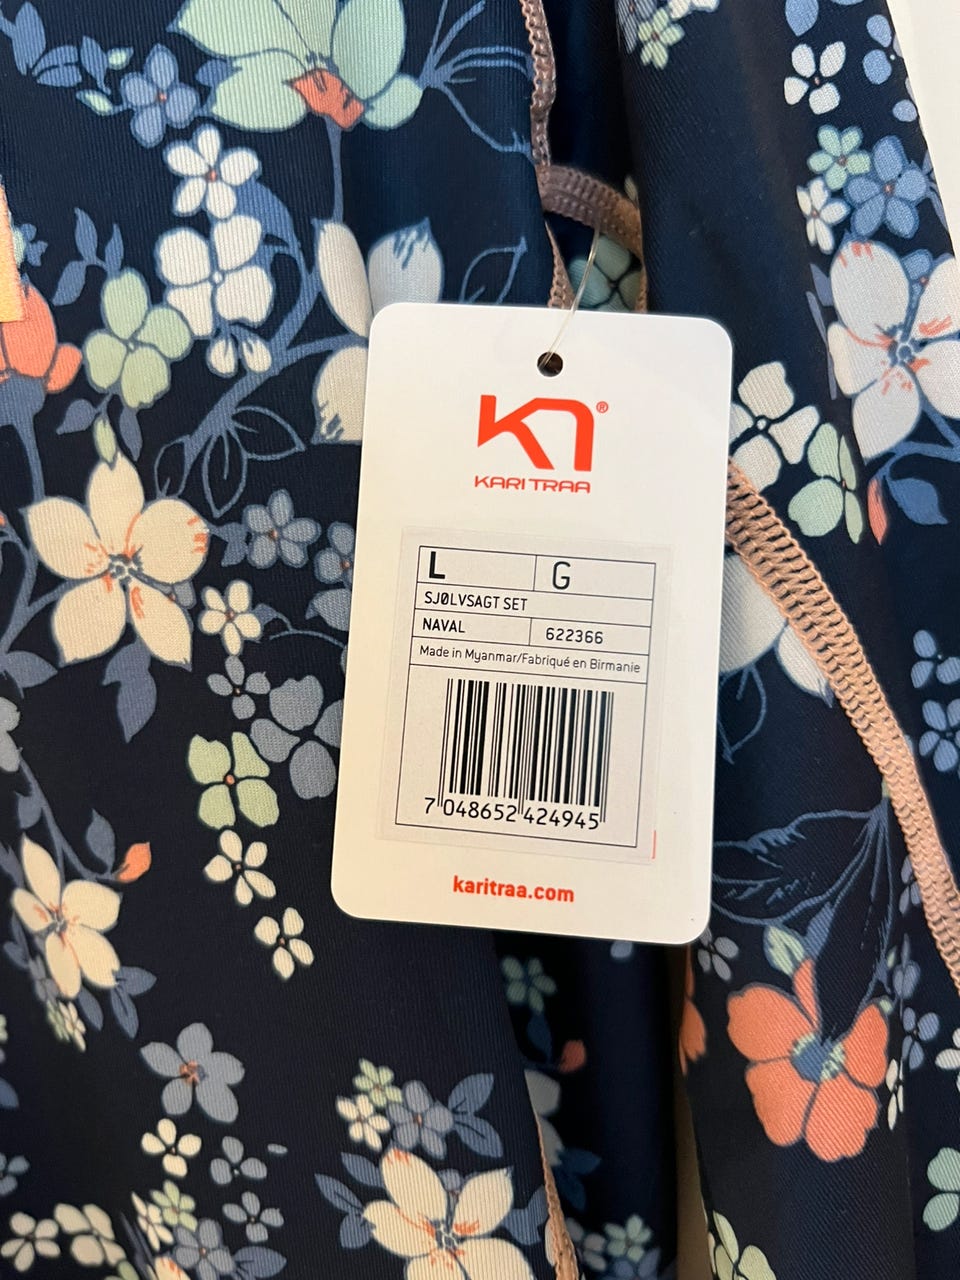 ®
KARI TRAA
L G
SJØLVSAGT SET
NAVAL 622366
Made in Myanmar/Fabriqué en Birmanie
7 048652 424945
karitraa.com